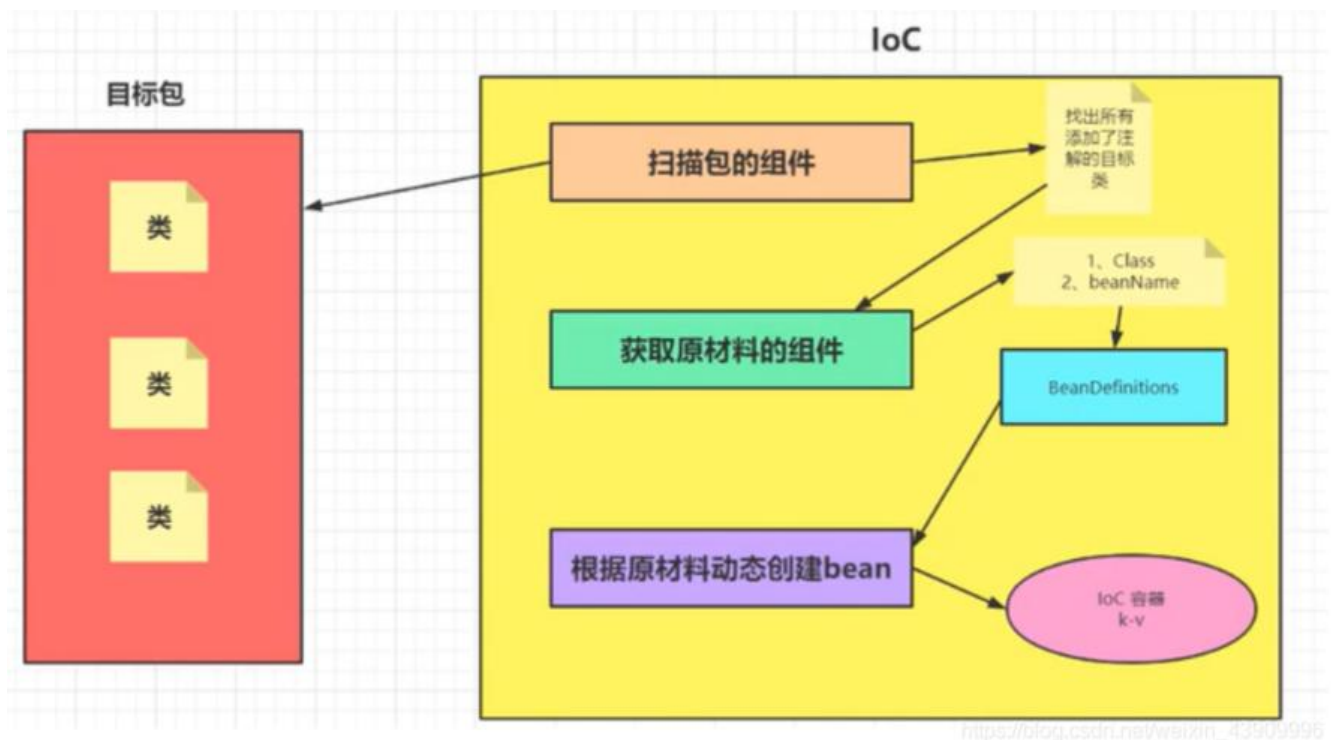 IoC
目标包
扫描包的组件
找出所有
添加了注
解的目标
类
类
1、Class
2、beanName
获取原材料的组件
BeanDefinitions
类
类
根据原材料动态创建bean
IoC 容器
k-v
https://blog.csdn.net/weixin_43909996